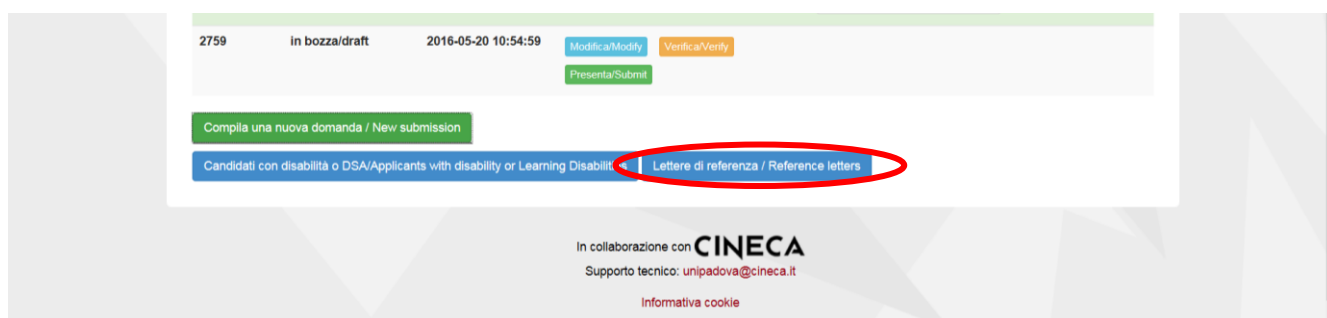 2759 in bozza/draft 2016-05-20 10:54:59 Modifica/Modify Verifica/Verify
Presenta/Submit
Compila una nuova domanda / New submission
Candidati con disabilità o DSA/Applicants with disability or Learning Disabilities Lettere di referenza / Reference letters
In collaborazione con CINECA
Supporto tecnico: unipadova@cineca.it
Informativa cookie